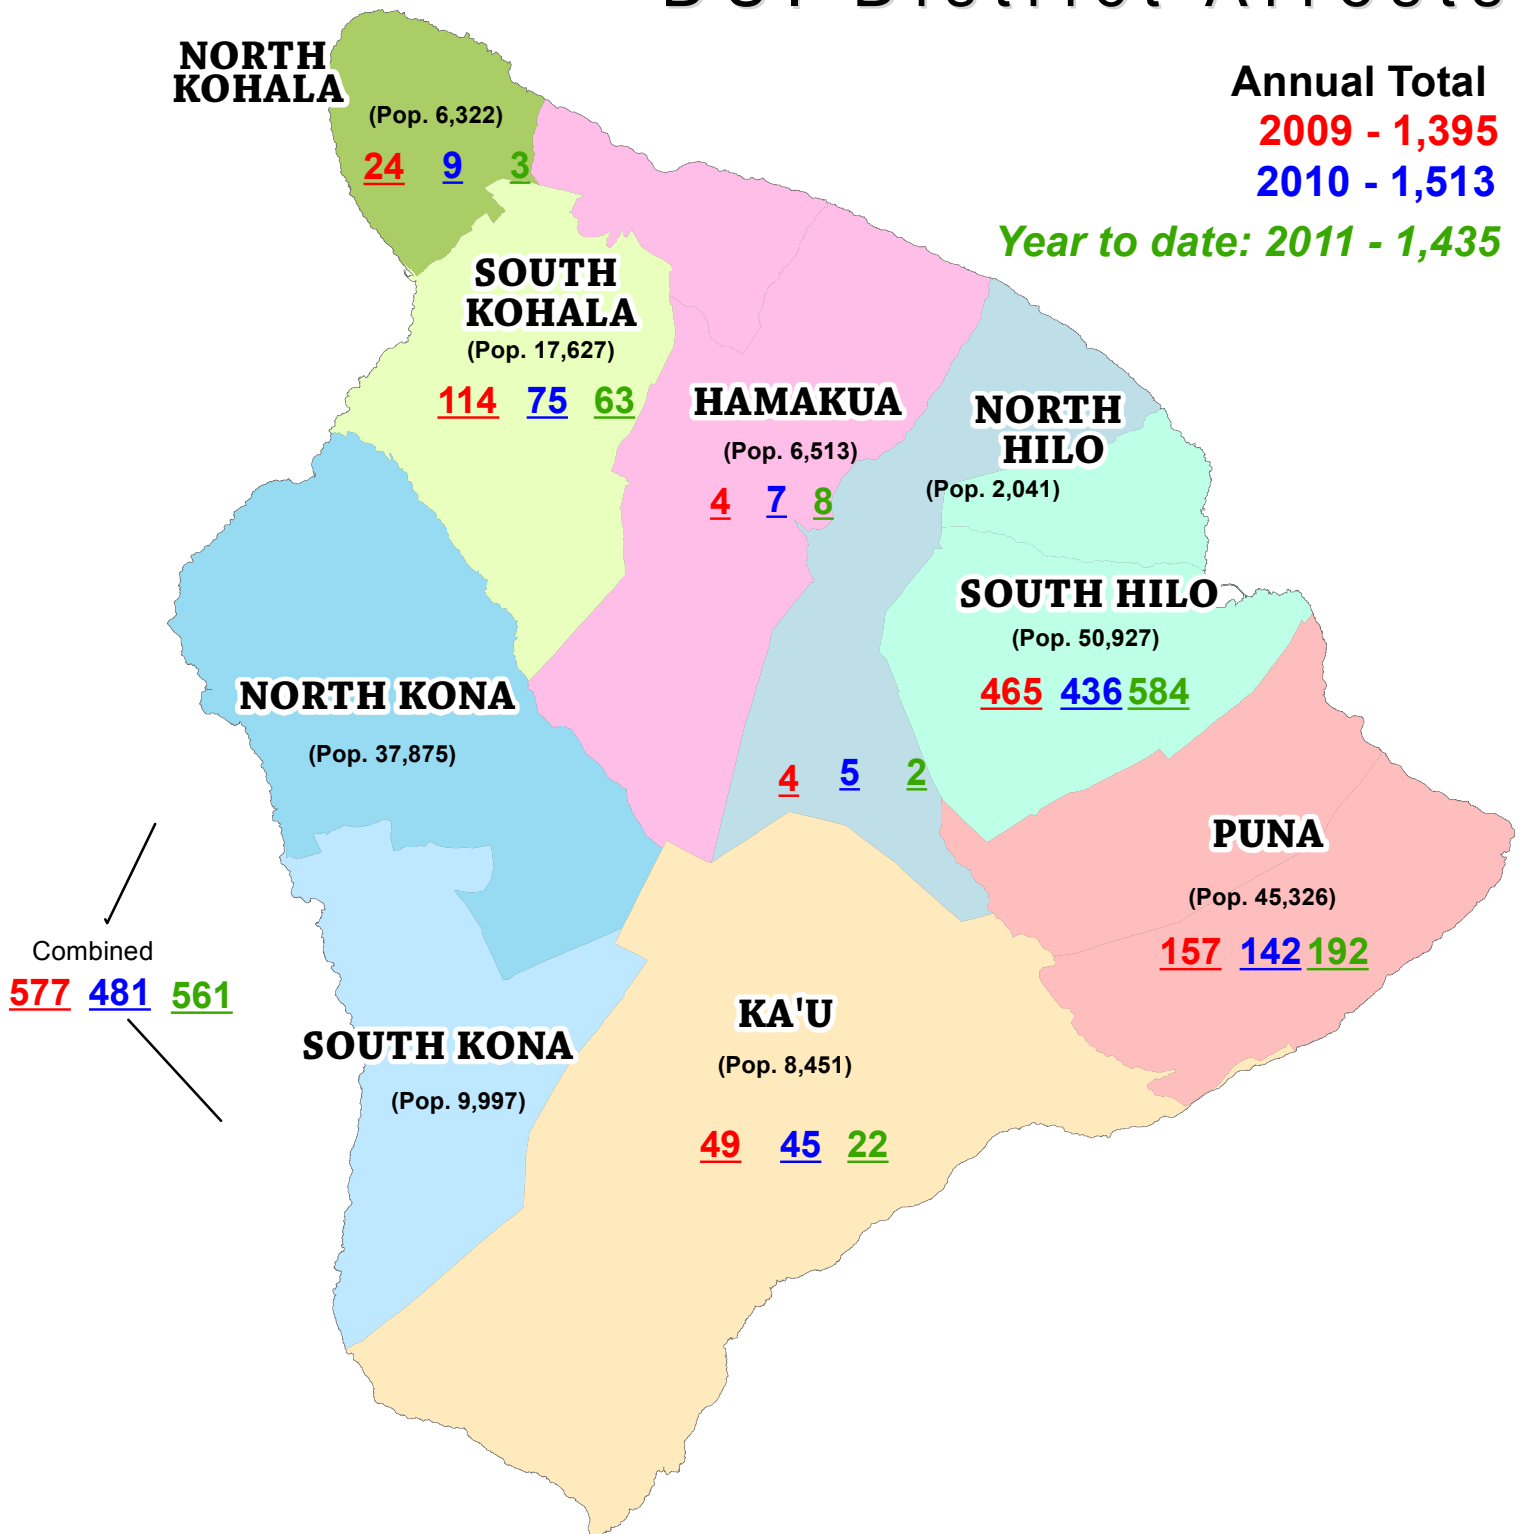 Annual Total
2009 - 1,395
2010 - 1,513
Year to date: 2011 - 1,435
NORTH
KOHALA
(Pop. 6,322)
24 9 3
SOUTH
KOHALA
(Pop. 17,627)
114 75 63
HAMAKUA
(Pop. 6,513)
4 7 8
NORTH
HILO
(Pop. 2,041)
4 5 2
SOUTH HILO
(Pop. 50,927)
465 436 584
NORTH KONA
(Pop. 37,875)
PUNA
(Pop. 45,326)
157 142 192
Combined
577 481 561
SOUTH KONA
(Pop. 9,997)
KA'U
(Pop. 8,451)
49 45 22